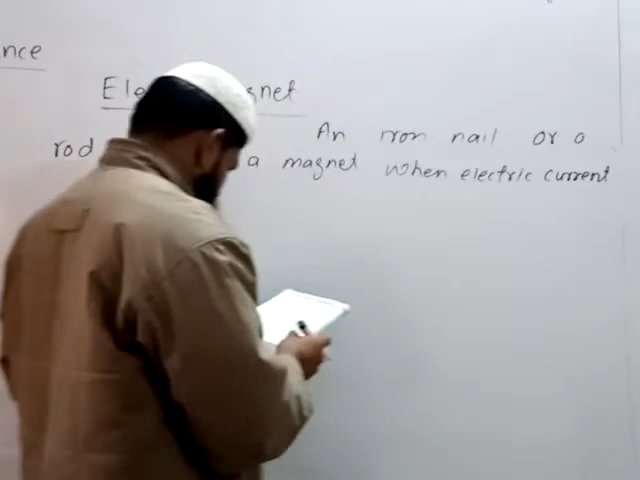 nce
Ele gnet
An iron nail or a
rod a magnet when electric current